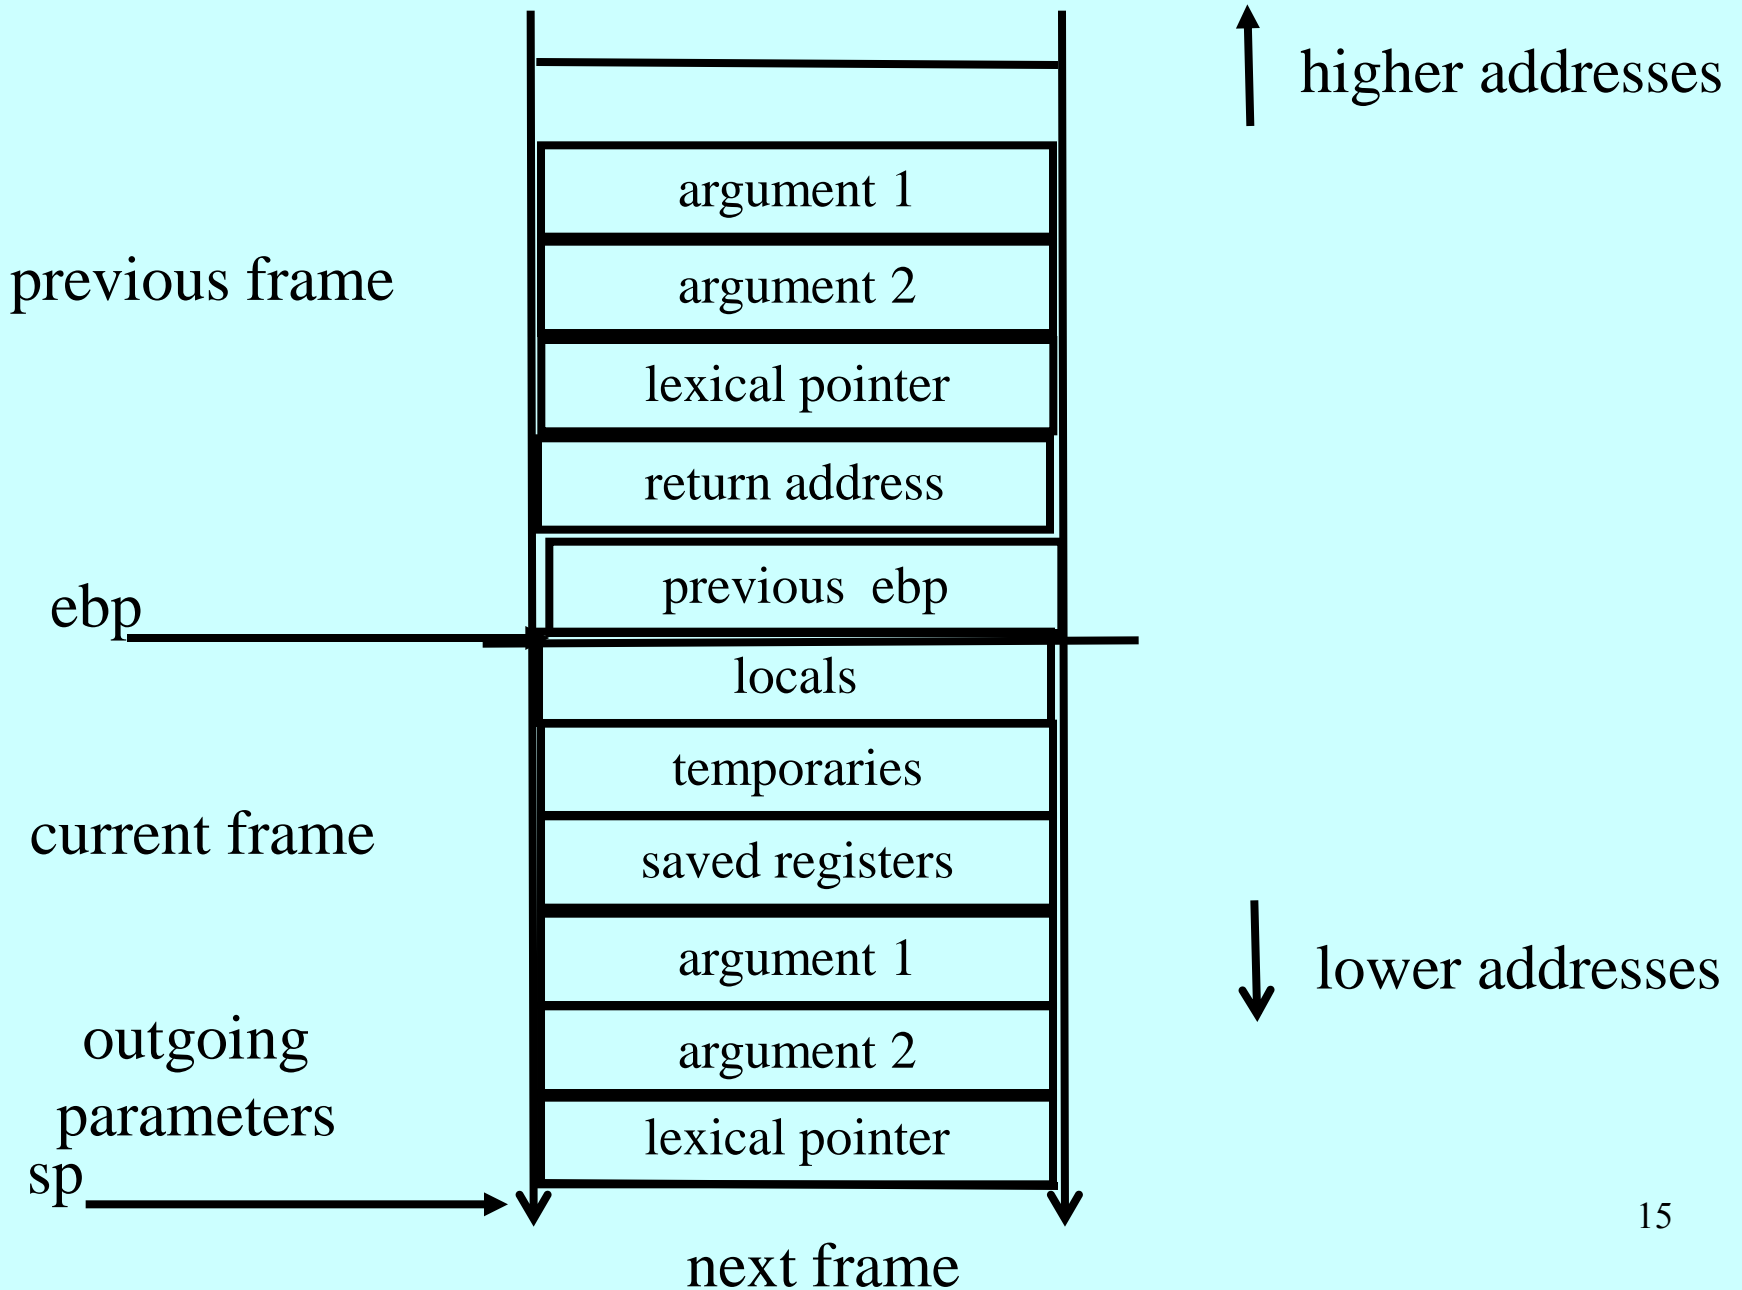 higher addresses
argument 1
previous frame
argument 2
lexical pointer
return address
previous ebp
ebp
locals
temporaries
current frame
saved registers
argument 1
lower addresses
outgoing
parameters
argument 2
lexical pointer
sp
15
next frame